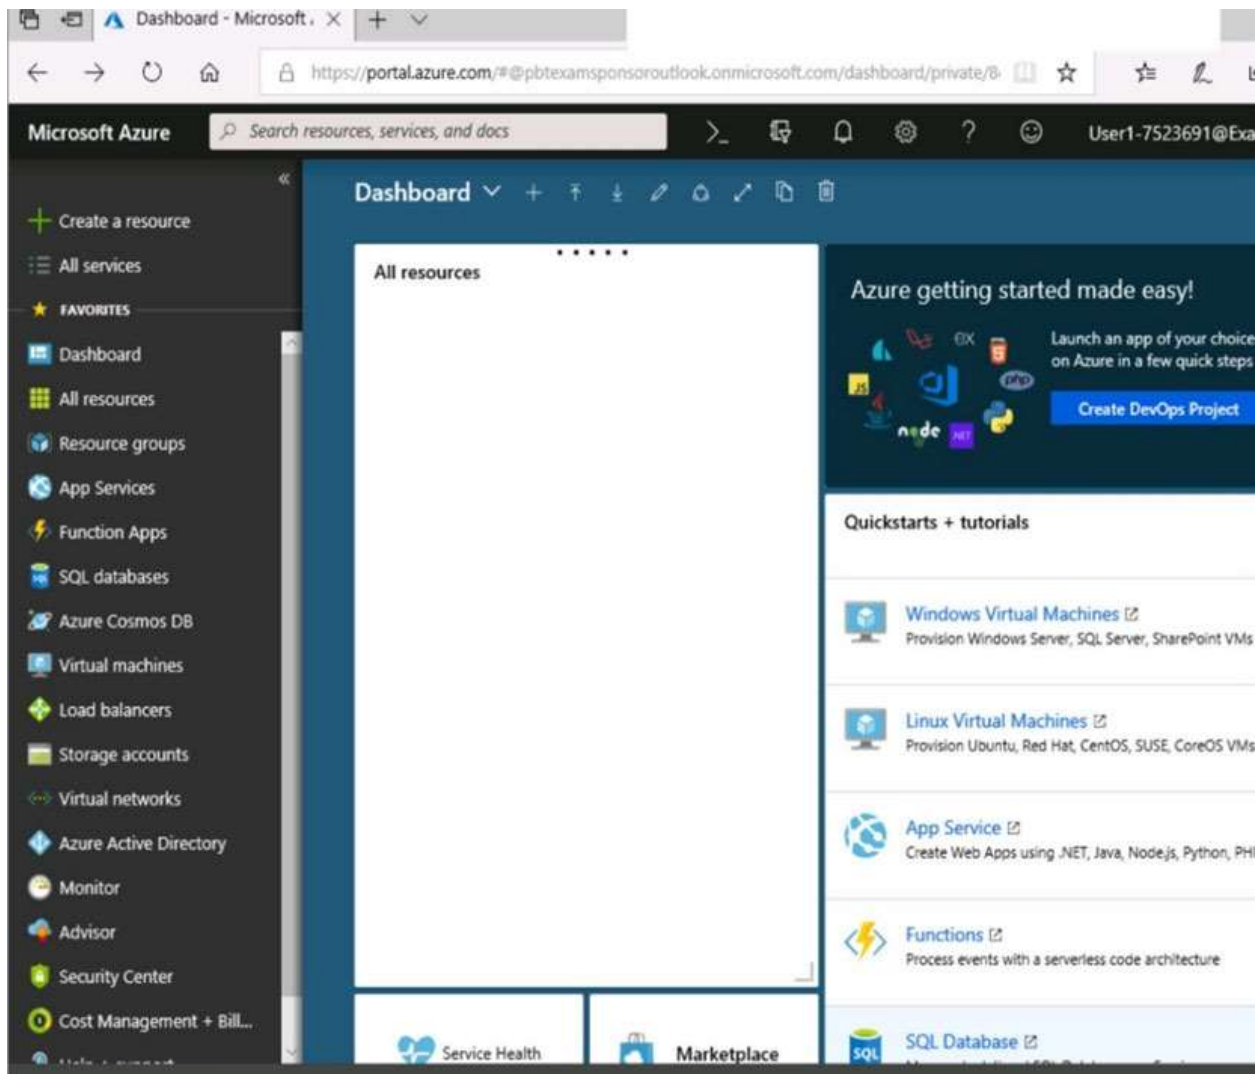 Dashboard - Microsoft
https://portal.azure.com/#@pbtexamsponsoroutlook.onmicrosoft.com/dashboard/private/8
Microsoft Azure
Search resources, services, and docs
User1-7523691@Exa
Create a resource
All services
FAVORITES
Dashboard
All resources
Resource groups
App Services
Function Apps
SQL databases
Azure Cosmos DB
Virtual machines
Load balancers
Storage accounts
Virtual networks
Azure Active Directory
Monitor
Advisor
Security Center
Cost Management + Bill...
Dashboard
All resources
Service Health
Marketplace
Azure getting started made easy!
Launch an app of your choice
on Azure in a few quick steps
JS
php
node
.NET
Create DevOps Project
Quickstarts + tutorials
Windows Virtual Machines
Provision Windows Server, SQL Server, SharePoint VMs
Linux Virtual Machines
Provision Ubuntu, Red Hat, CentOS, SUSE, CoreOS VMs
App Service
Create Web Apps using .NET, Java, Node.js, Python, PH
Functions
Process events with a serverless code architecture
SQL
SQL Database